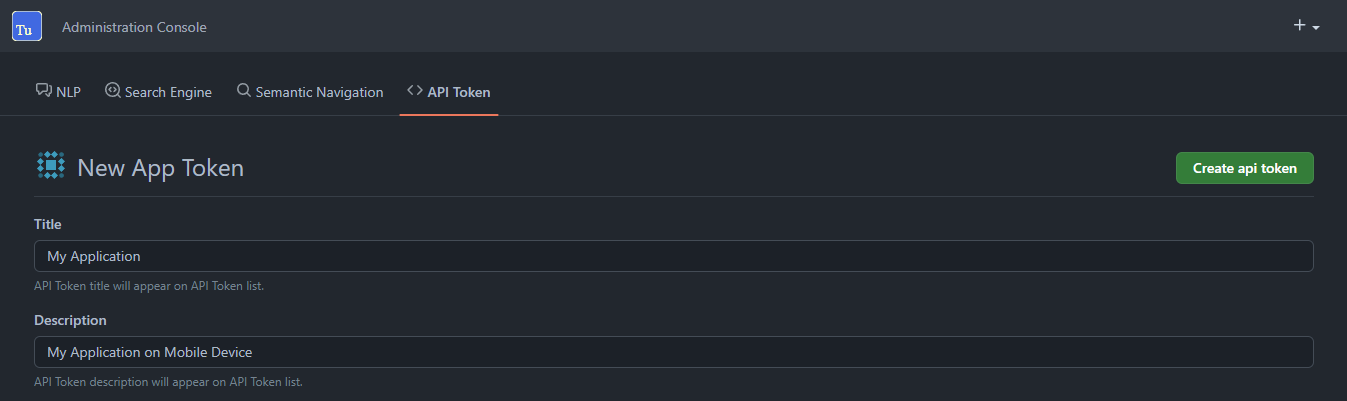 Tu Administration Console
NLP Search Engine Semantic Navigation API Token
New App Token Create api token
Title
My Application
API Token title will appear on API Token list.
Description
My Application on Mobile Device
API Token description will appear on API Token list.